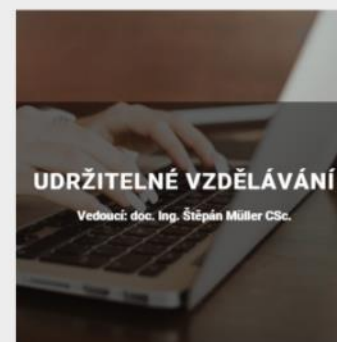 UDRŽITELNÉ VZDĚLÁVÁNÍ
Vedoucí: doc. Ing. Štěpán Müller CSc.